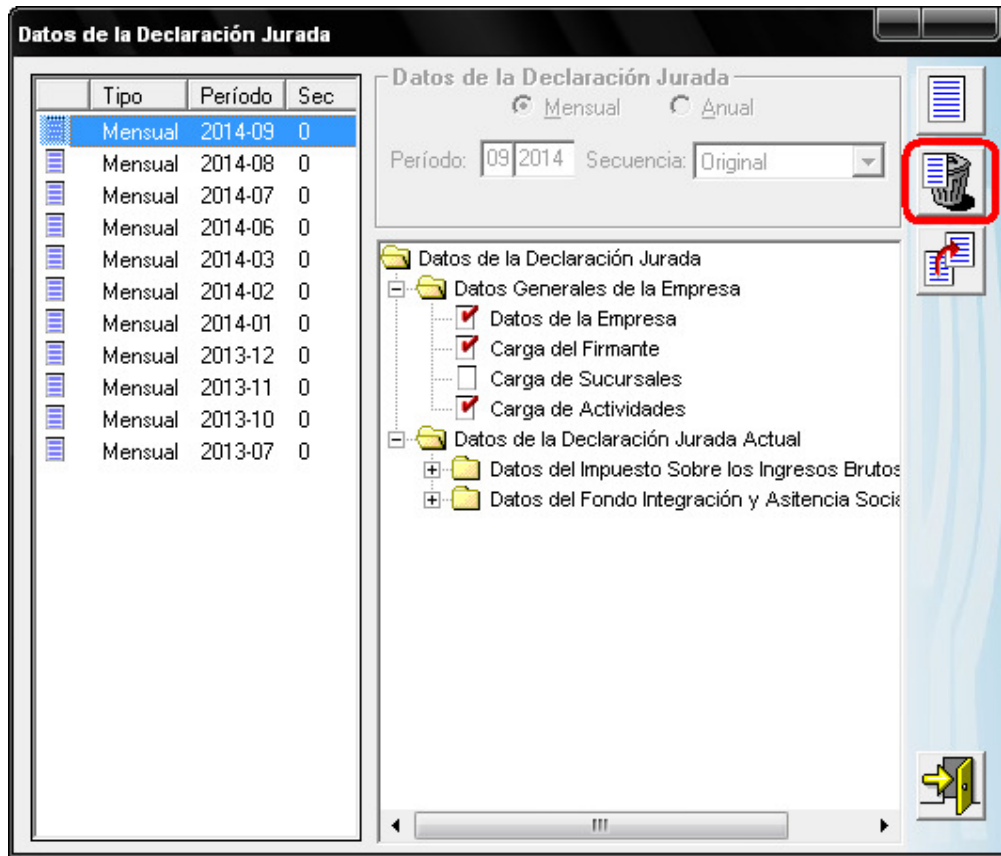 Datos de la Declaración Jurada
Tipo Período Sec
Mensual 2014-09 0
Mensual 2014-08 0
Mensual 2014-07 0
Mensual 2014-06 0
Mensual 2014-03 0
Mensual 2014-02 0
Mensual 2014-01 0
Mensual 2013-12 0
Mensual 2013-11 0
Mensual 2013-10 0
Mensual 2013-07 0
Datos de la Declaración Jurada
Mensual Anual
Período: 09 2014 Secuencia: Original
Datos de la Declaración Jurada
Datos Generales de la Empresa
Datos de la Empresa
Carga del Firmante
Carga de Sucursales
Carga de Actividades
Datos de la Declaración Jurada Actual
Datos del Impuesto Sobre los Ingresos Brutos
Datos del Fondo Integración y Asitencia Socia